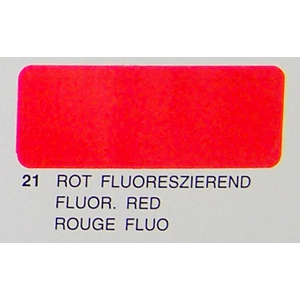 21 ROT FLUORESZIEREND
FLUOR. RED
ROUGE FLUO